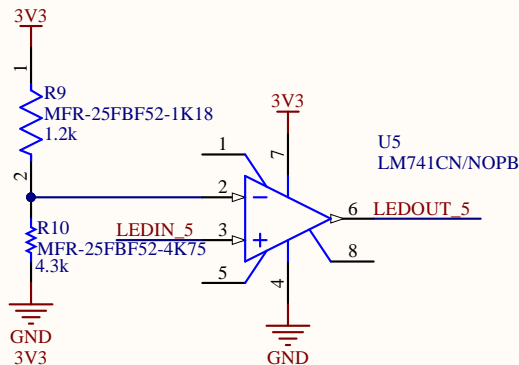 3V3
1
R9
MFR-25FBF52-1K18
1.2k
2
R10
MFR-25FBF52-4K75
4.3k
GND
3V3
LEDIN_5
3V3
1
7
2
3
5
4
GND
U5
LM741CN/NOPB
6
LEDOUT_5
8